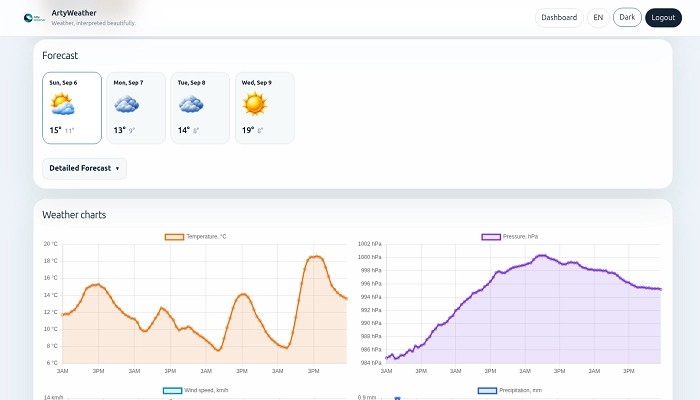 ArtyWeather
Weather, interpreted beautifully.
Dashboard
EN
Dark
Logout
Forecast
Sun, Sep 6
15° 11°
Mon, Sep 7
13° 9°
Tue, Sep 8
14° 8°
Wed, Sep 9
19° 8°
Detailed Forecast ▼
Weather charts
Temperature, °C
20 °C
18 °C
16 °C
14 °C
12 °C
10 °C
8 °C
6 °C
3AM 3PM 3AM 3PM 3AM 3PM 3AM 3PM
Pressure, hPa
1002 hPa
1000 hPa
998 hPa
996 hPa
994 hPa
992 hPa
990 hPa
988 hPa
986 hPa
984 hPa
3AM 3PM 3AM 3PM 3AM 3PM 3AM 3PM
Wind speed, km/h
14 km/h
Precipitation, mm
0.9 mm